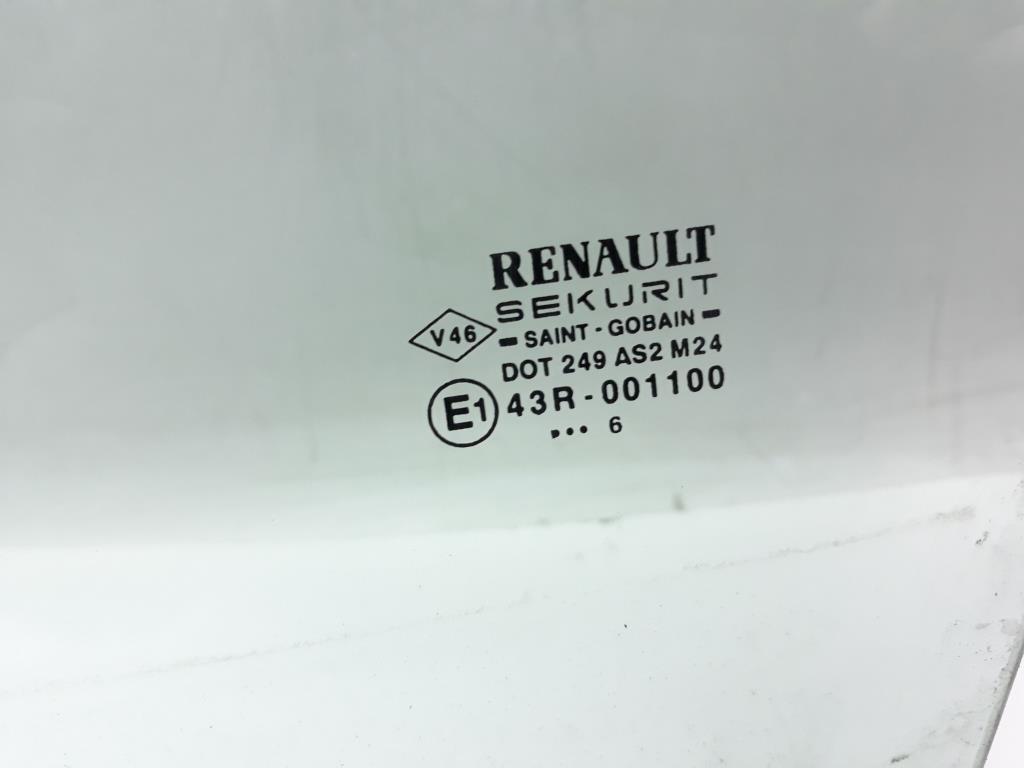 RENAULT
SEKURIT
V46
SAINT - GOBAIN
DOT 249 AS2 M24
E1
43R - 001100
... 6